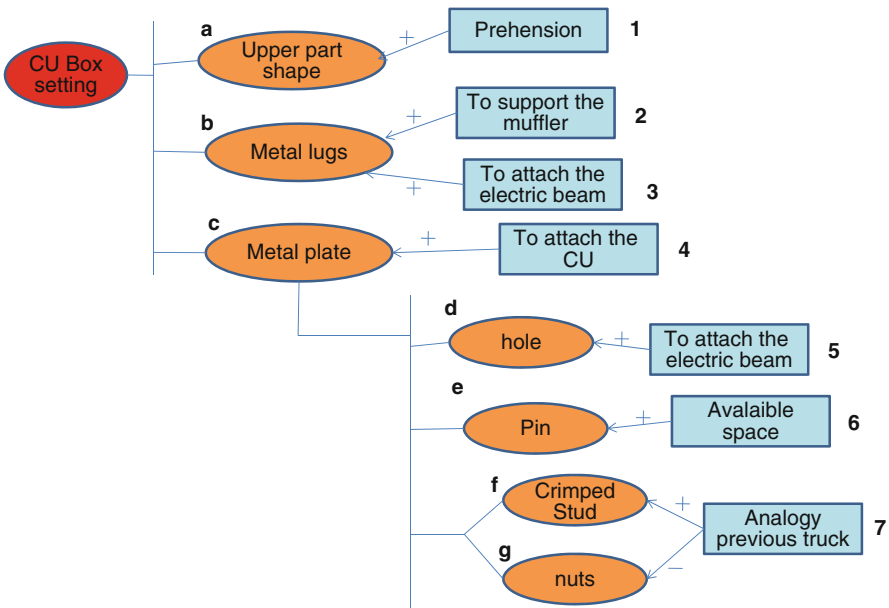 a
Upper part
shape
+
Prehension
1
CU Box
setting
b
Metal lugs
+
To support the
muffler
2
+
To attach the
electric beam
3
c
Metal plate
+
To attach the
CU
4
d
hole
+
To attach the
electric beam
5
e
Pin
+
Avalaible
space
6
f
Crimped
Stud
+
Analogy
previous truck
7
g
nuts
−